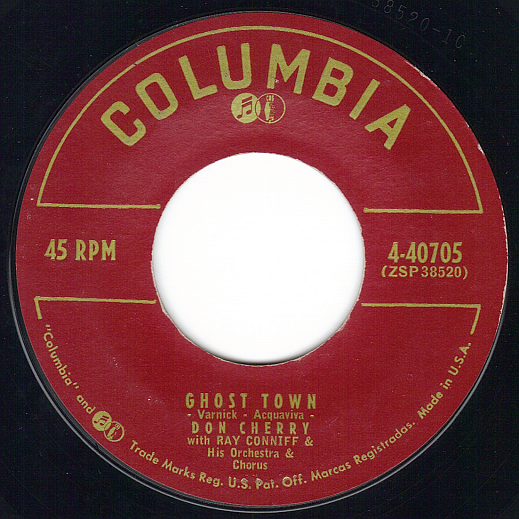 38520-1C
COLUMBIA
45 RPM
4-40705
(ZSP 38520)
GHOST TOWN
- Varnick - Acquaviva -
DON CHERRY
with RAY CONNIFF &
His Orchestra &
Chorus
"Columbia" and Trade Marks Reg. U.S. Pat. Off. Marcas Registradas. Made in U.S.A.